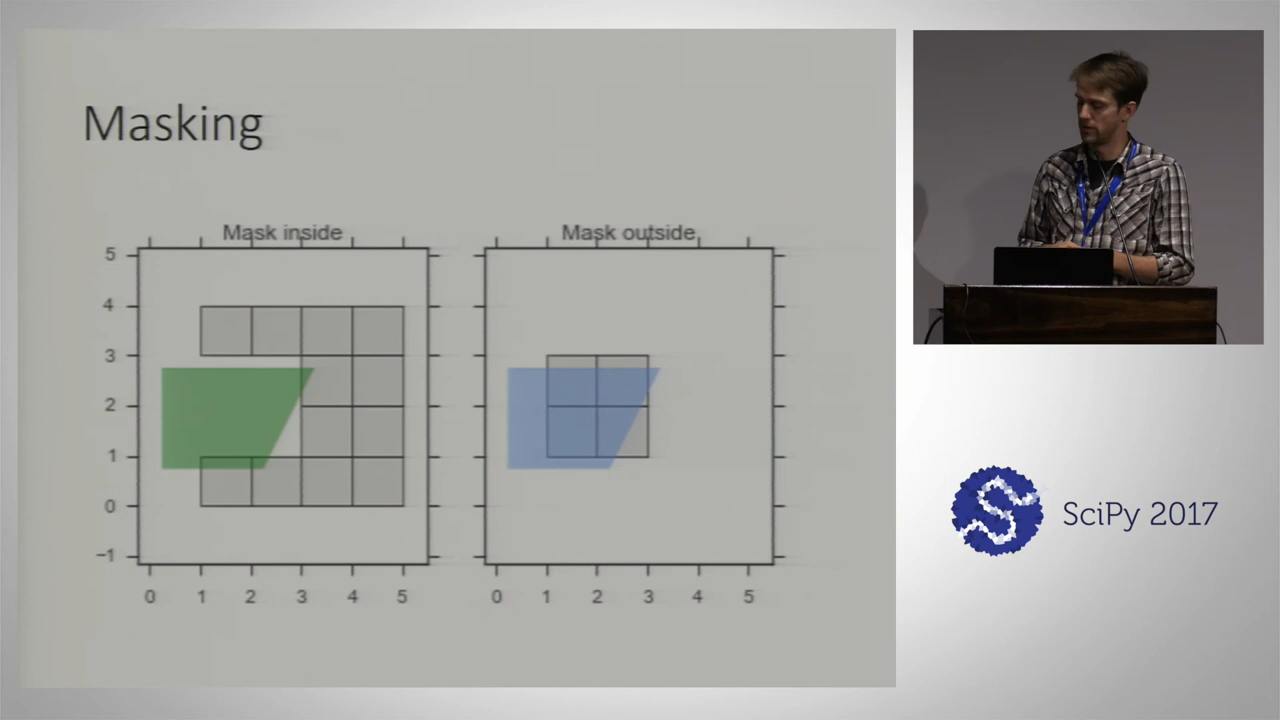 Masking
Mask inside
Mask outside
5
4
3
2
1
0
−1
0 1 2 3 4 5
0 1 2 3 4 5
SciPy 2017